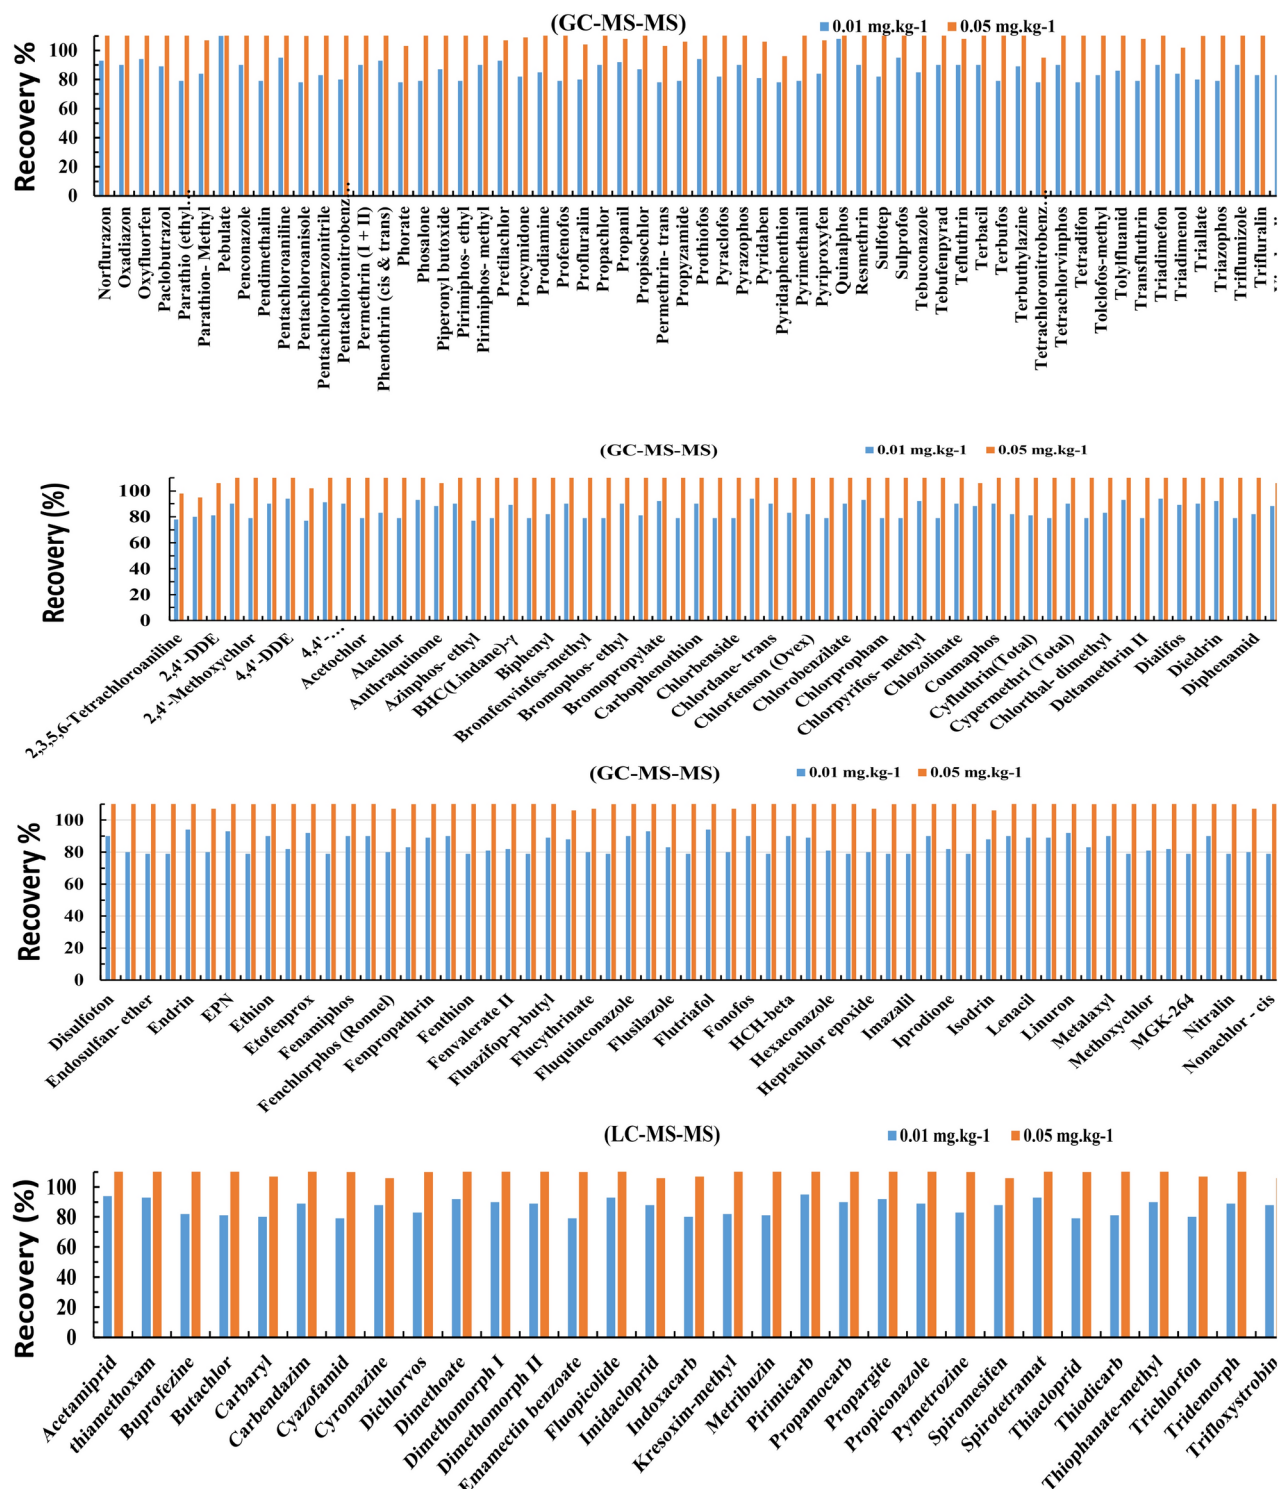 (GC-MS-MS)
0.01 mg.kg-1
0.05 mg.kg-1
Recovery %
100
80
60
40
20
0
Norflurazon
Oxadiazon
Oxyfluorfen
Paclobutrazol
Parathio (ethyl…
Parathion- Methyl
Pebulate
Penconazole
Pendimethalin
Pentachloroaniline
Pentachloroanisole
Pentachlorobenzonitrile
Pentachloronitrobenz…
Permethrin (I + II)
Phenothrin (cis & trans)
Phorate
Phosalone
Piperonyl butoxide
Pirimiphos- ethyl
Pirimiphos- methyl
Pretilachlor
Procymidone
Prodiamine
Profenofos
Profluralin
Propachlor
Propanil
Propisochlor
Permethrin- trans
Propyzamide
Prothiofos
Pyraclofos
Pyrazophos
Pyridaben
Pyridaphenthion
Pyrimethanil
Pyriproxyfen
Quinalphos
Resmethrin
Sulfotep
Sulprofos
Tebuconazole
Tebufenpyrad
Tefluthrin
Terbacil
Terbufos
Terbuthylazine
Tetrachloronitrobenz…
Tetrachlorvinphos
Tetradifon
Tolclofos-methyl
Tolylfluanid
Transfluthrin
Triadimefon
Triadimenol
Triallate
Triazophos
Triflumizole
Trifluralin
(GC-MS-MS)
0.01 mg.kg-1
0.05 mg.kg-1
Recovery (%)
100
80
60
40
20
0
2,3,5,6-Tetrachloroaniline
2,4'-DDE
2,4'-Methoxychlor
4,4'-DDE
4,4'-…
Acetochlor
Alachlor
Anthraquinone
Azinphos- ethyl
BHC(Lindane)-γ
Biphenyl
Bromfenvinfos-methyl
Bromophos- ethyl
Bromopropylate
Carbophenothion
Chlorbenside
Chlordane- trans
Chlorfenson (Ovex)
Chlorobenzilate
Chlorpropham
Chlorpyrifos- methyl
Chlozolinate
Coumaphos
Cyfluthrin(Total)
Cypermethri (Total)
Chlorthal- dimethyl
Deltamethrin II
Dialifos
Dieldrin
Diphenamid
(GC-MS-MS)
0.01 mg.kg-1
0.05 mg.kg-1
Recovery %
100
80
60
40
20
0
Disulfoton
Endosulfan- ether
Endrin
EPN
Ethion
Etofenprox
Fenamiphos
Fenchlorphos (Ronnel)
Fenpropathrin
Fenthion
Fenvalerate II
Fluazifop-p-butyl
Flucythrinate
Fluquinconazole
Flusilazole
Flutriafol
Fonofos
HCH-beta
Hexaconazole
Heptachlor epoxide
Imazalil
Iprodione
Isodrin
Lenacil
Linuron
Metalaxyl
Methoxychlor
MGK-264
Nitralin
Nonachlor - cis
(LC-MS-MS)
0.01 mg.kg-1
0.05 mg.kg-1
Recovery (%)
100
80
60
40
20
0
Acetamiprid
thiamethoxam
Buprofezine
Butachlor
Carbaryl
Carbendazim
Cyazofamid
Cyromazine
Dichlorvos
Dimethoate
Dimethomorph I
Dimethomorph II
Emamectin benzoate
Fluopicolide
Imidacloprid
Indoxacarb
Kresoxim-methyl
Metribuzin
Pirimicarb
Propamocarb
Propargite
Propiconazole
Pymetrozine
Spiromesifen
Spirotetramat
Thiacloprid
Thiodicarb
Thiophanate-methyl
Trichlorfon
Tridemorph
Trifloxystrobin